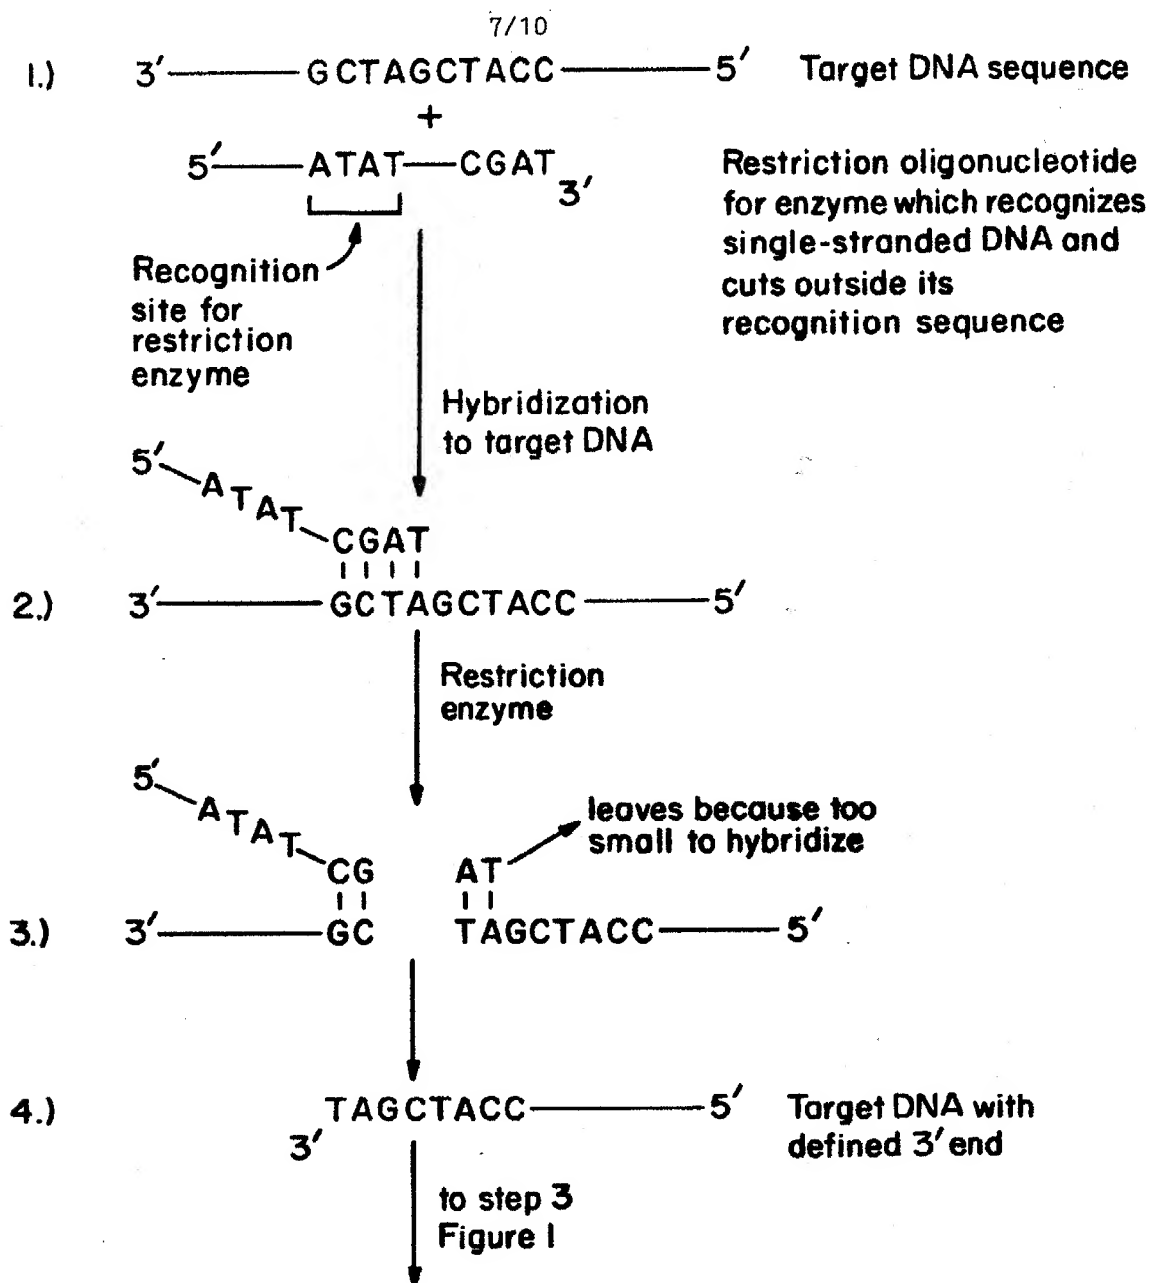 7/10
1.) 3′ GCTAGCTACC 5′ Target DNA sequence
+
5′ ATAT CGAT 3′
Restriction oligonucleotide
for enzyme which recognizes
single-stranded DNA and
cuts outside its
recognition sequence
Recognition
site for
restriction
enzyme
Hybridization
to target DNA
5′ ATAT CGAT
2.) 3′ GCTAGCTACC 5′
Restriction
enzyme
5′ ATAT CG AT
leaves because too
small to hybridize
3.) 3′ GC TAGCTACC 5′
4.) 3′ TAGCTACC 5′
Target DNA with
defined 3′ end
to step 3
Figure 1